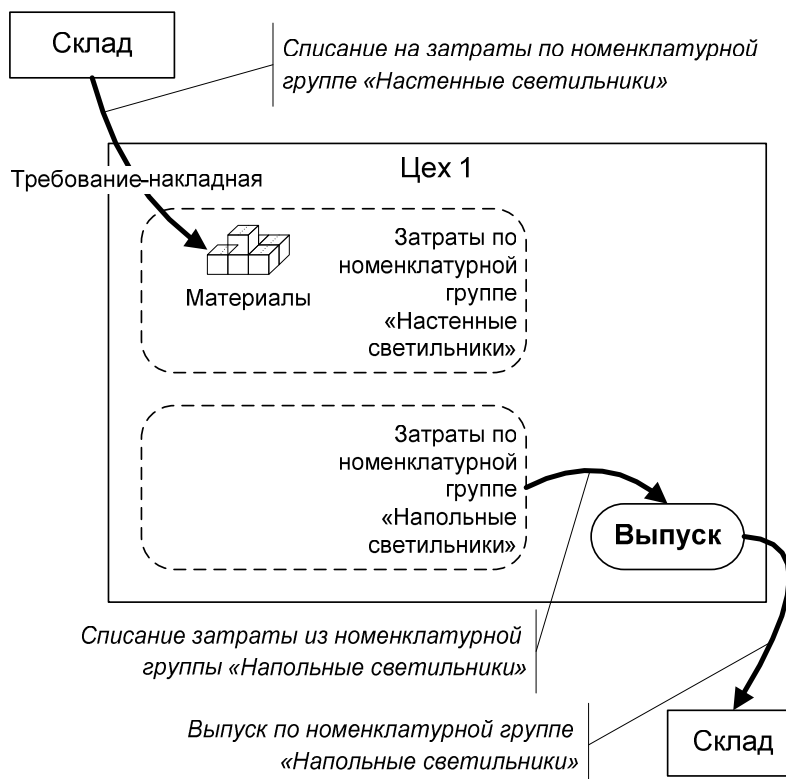 Склад
Списание на затраты по номенклатурной
группе «Настенные светильники»
Требование-накладная
Цех 1
Затраты по
номенклатурной
группе
«Настенные
светильники»
Материалы
Затраты по
номенклатурной
группе
«Напольные
светильники»
Выпуск
Списание затраты из номенклатурной
группы «Напольные светильники»
Выпуск по номенклатурной группе
«Напольные светильники»
Склад